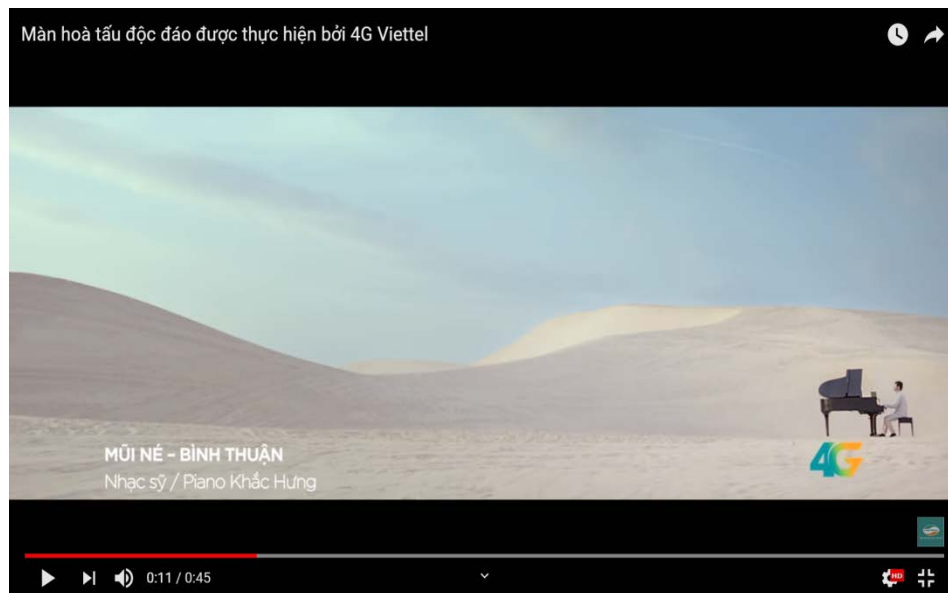 Màn hoà tấu độc đáo được thực hiện bởi 4G Viettel
MŨI NÉ – BÌNH THUẬN
Nhạc sỹ / Piano Khắc Hưng
4G
0:11 / 0:45
HD